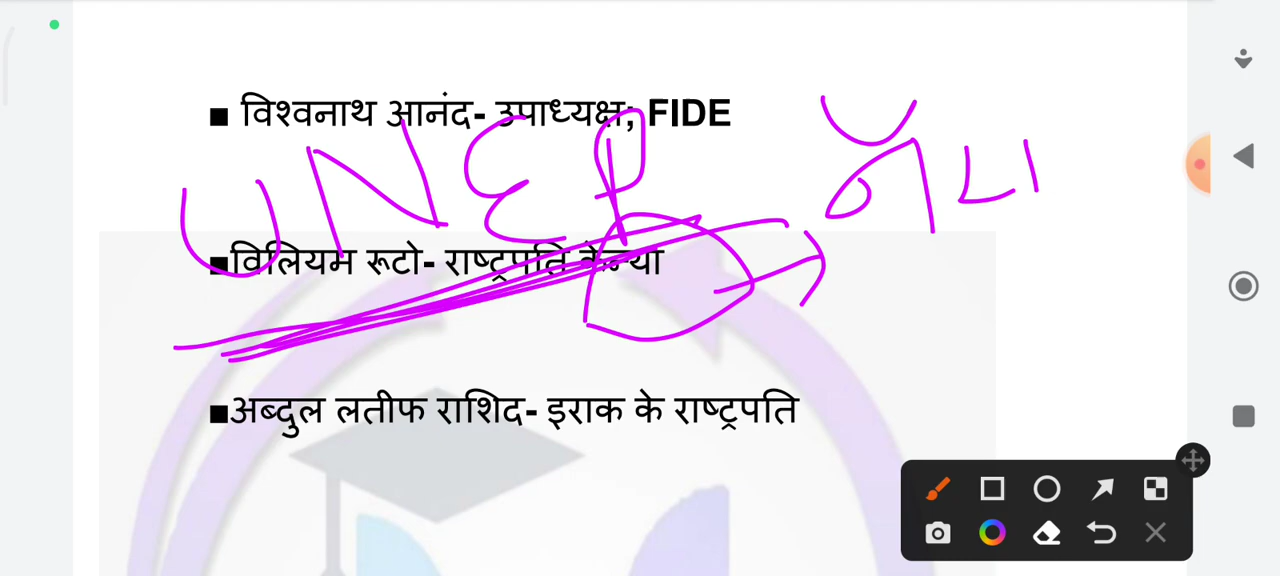 ■ विश्वनाथ आनंद- उपाध्यक्ष; FIDE
UNEP
■विलियम रूटो- राष्ट्रपति केन्या
■अब्दुल लतीफ राशिद- इराक के राष्ट्रपति